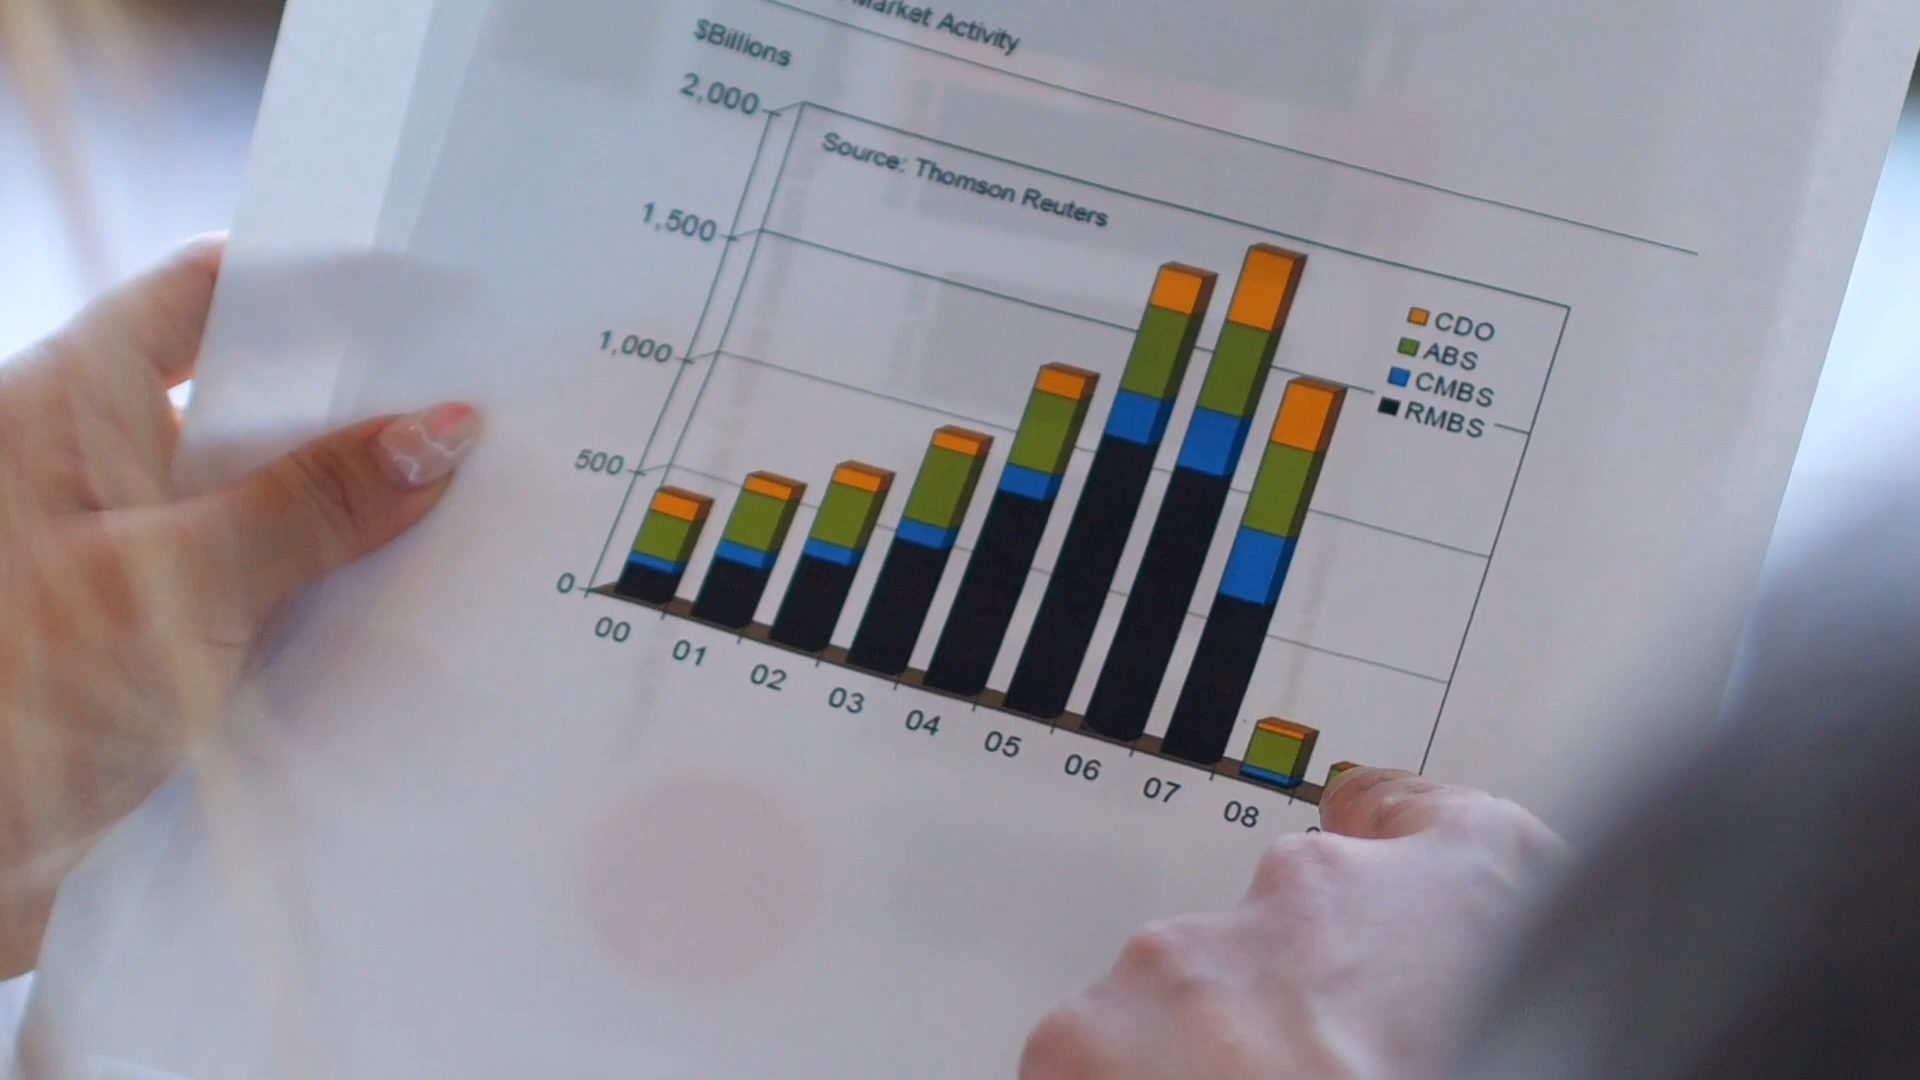 Market Activity
$Billions
2,000
Source: Thomson Reuters
1,500
1,000
500
0
CDO
ABS
CMBS
RMBS
00
01
02
03
04
05
06
07
08